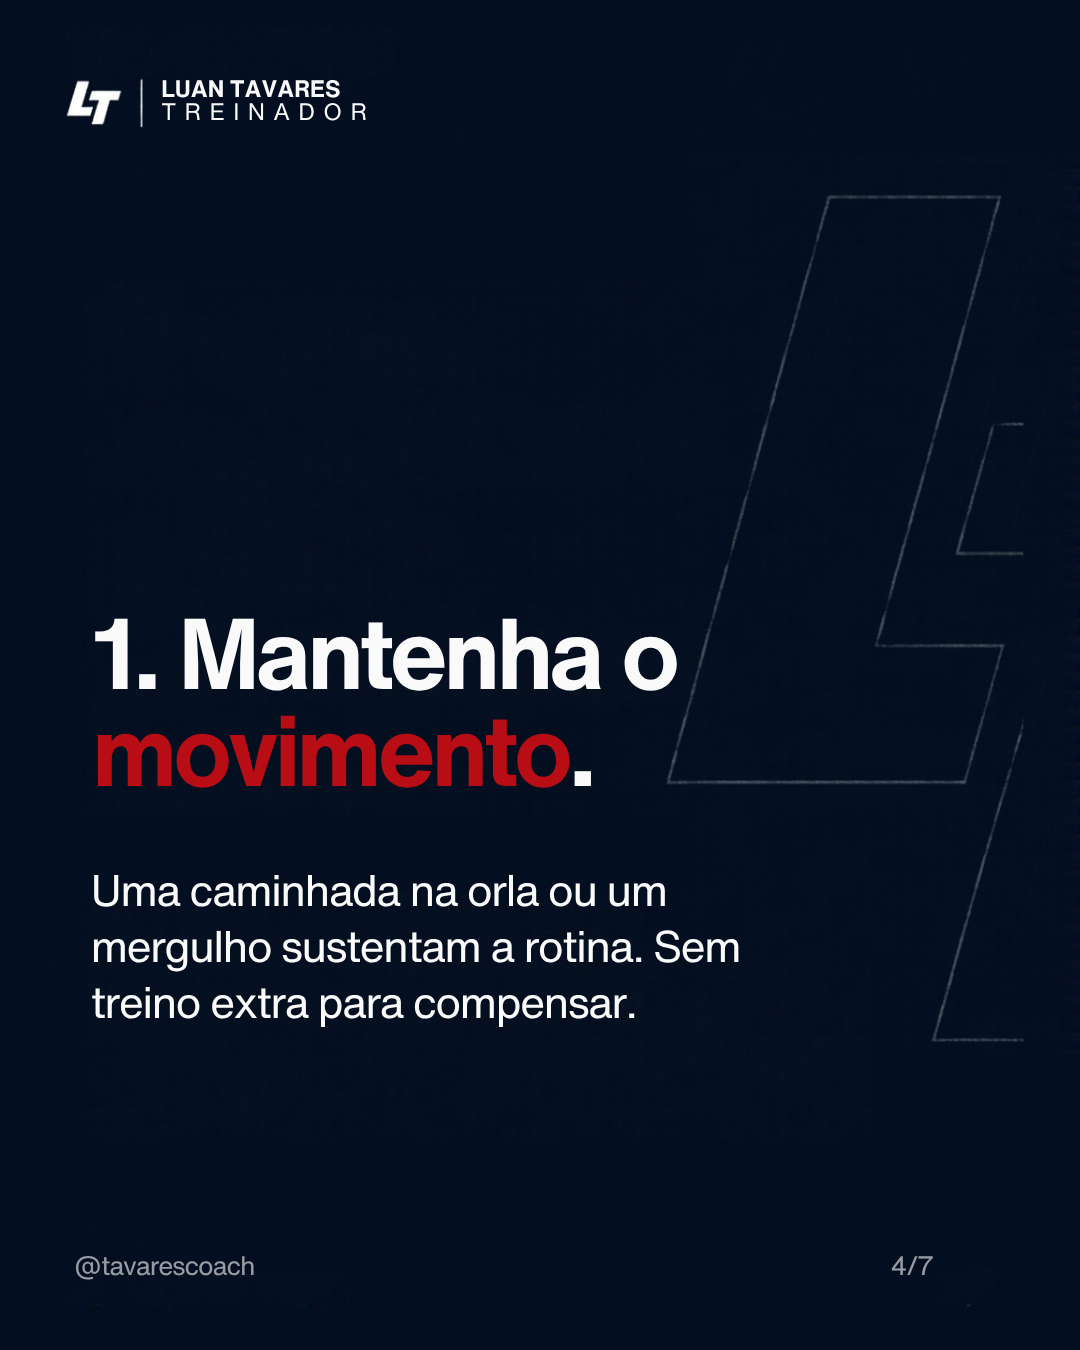 LT
LUAN TAVARES
TREINADOR
1. Mantenha o
movimento.
Uma caminhada na orla ou um
mergulho sustentam a rotina. Sem
treino extra para compensar.
@tavarescoach
4/7